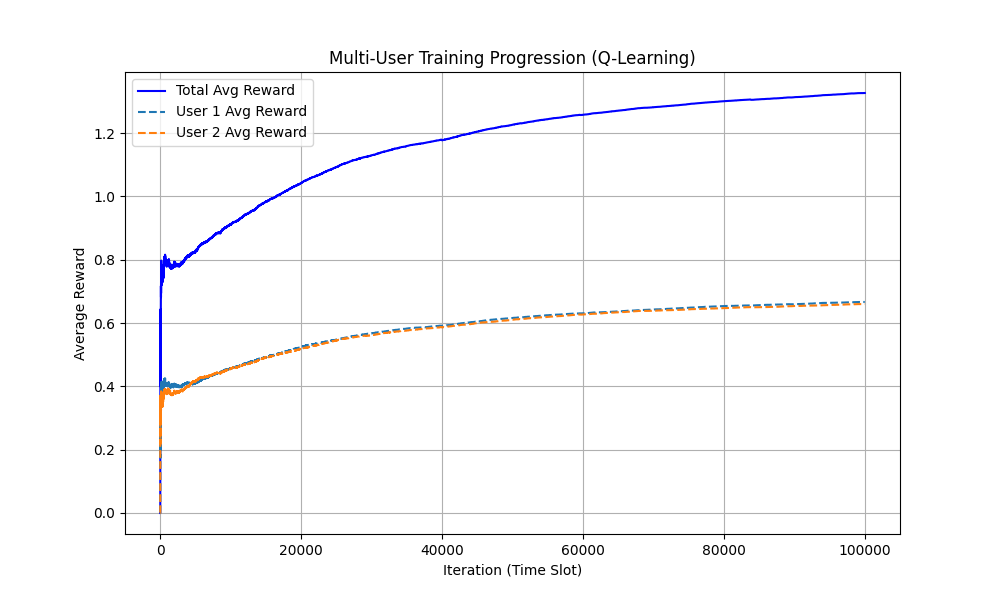 Multi-User Training Progression (Q-Learning)
Total Avg Reward
User 1 Avg Reward
User 2 Avg Reward
Average Reward
1.2
1.0
0.8
0.6
0.4
0.2
0.0
0 20000 40000 60000 80000 100000
Iteration (Time Slot)